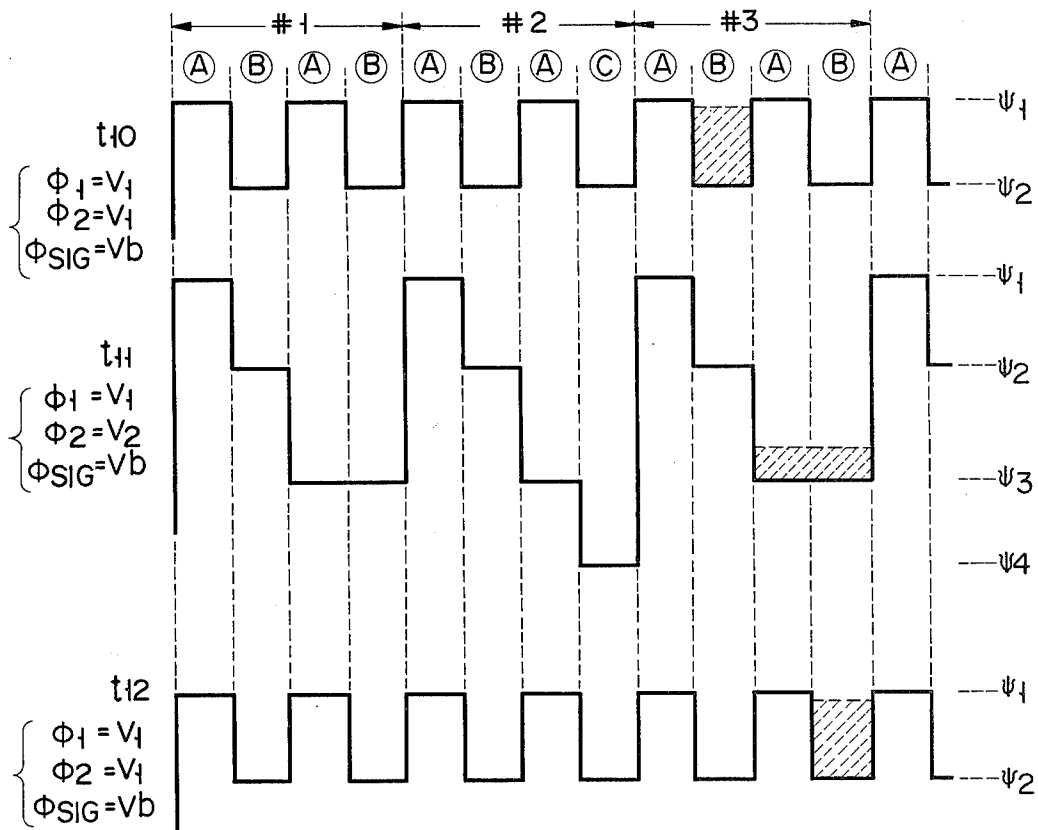 #1 #2 #3
A B A B A B A C A B A B A
t10
ψ1
Φ1=V1
ψ2
Φ2=V1
ΦSIG=Vb
ψ1
t11
ψ2
Φ1=V1
Φ2=V2
ΦSIG=Vb
ψ3
ψ4
t12
ψ1
Φ1=V1
Φ2=V1
ψ2
ΦSIG=Vb